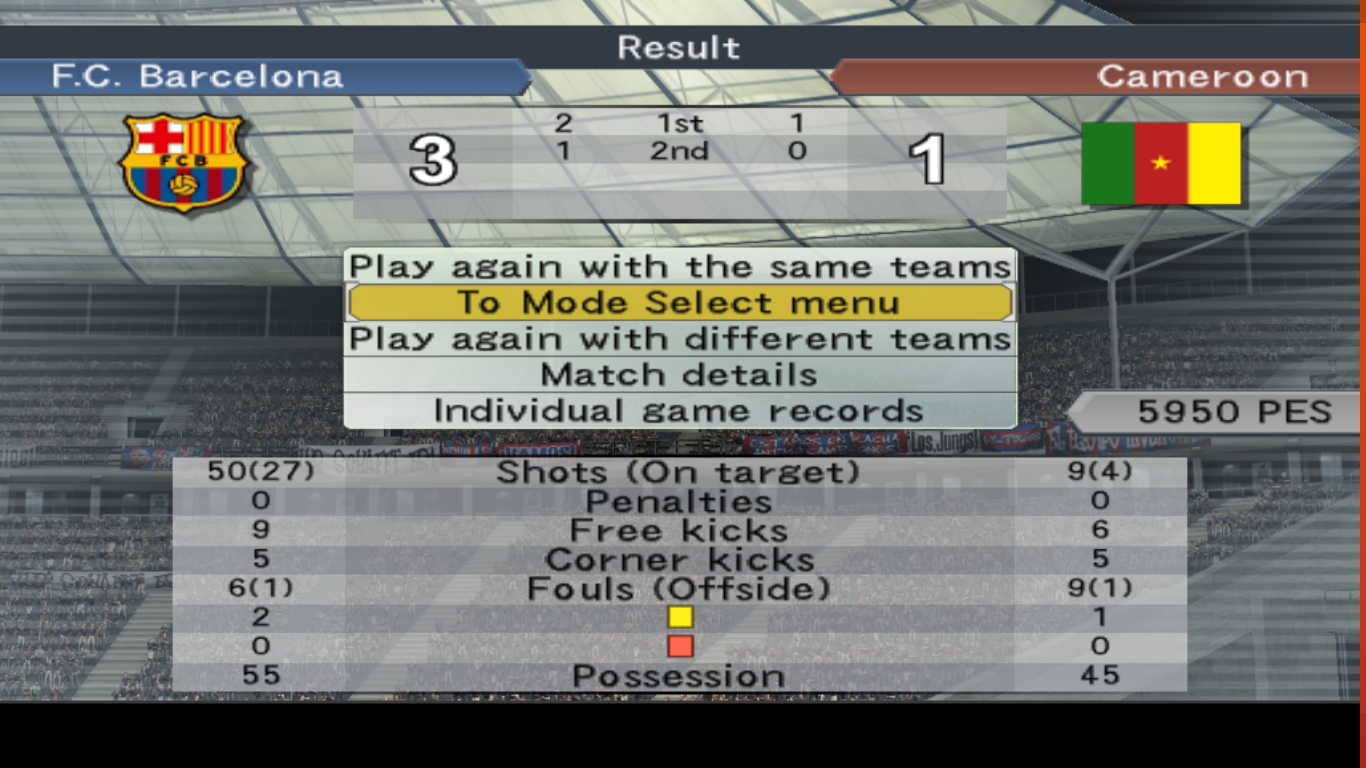 Result
F.C. Barcelona Cameroon
2 1st 1
3 1 2nd 0 1
FCB
Play again with the same teams
To Mode Select menu
Play again with different teams
Match details
Individual game records
5950 PES
Los Jungs!
50(27) Shots (On target) 9(4)
0 Penalties 0
9 Free kicks 6
5 Corner kicks 5
6(1) Fouls (Offside) 9(1)
2 1
0 0
55 Possession 45